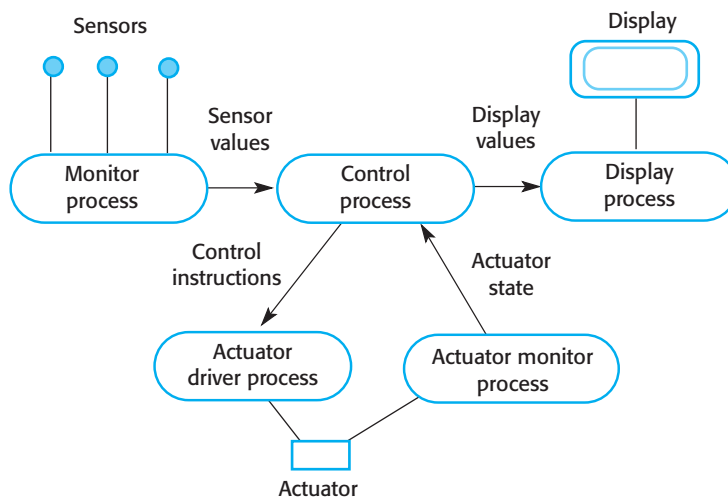 Sensors
Display
Sensor
values
Display
values
Monitor
process
Control
process
Display
process
Control
instructions
Actuator
state
Actuator
driver process
Actuator monitor
process
Actuator